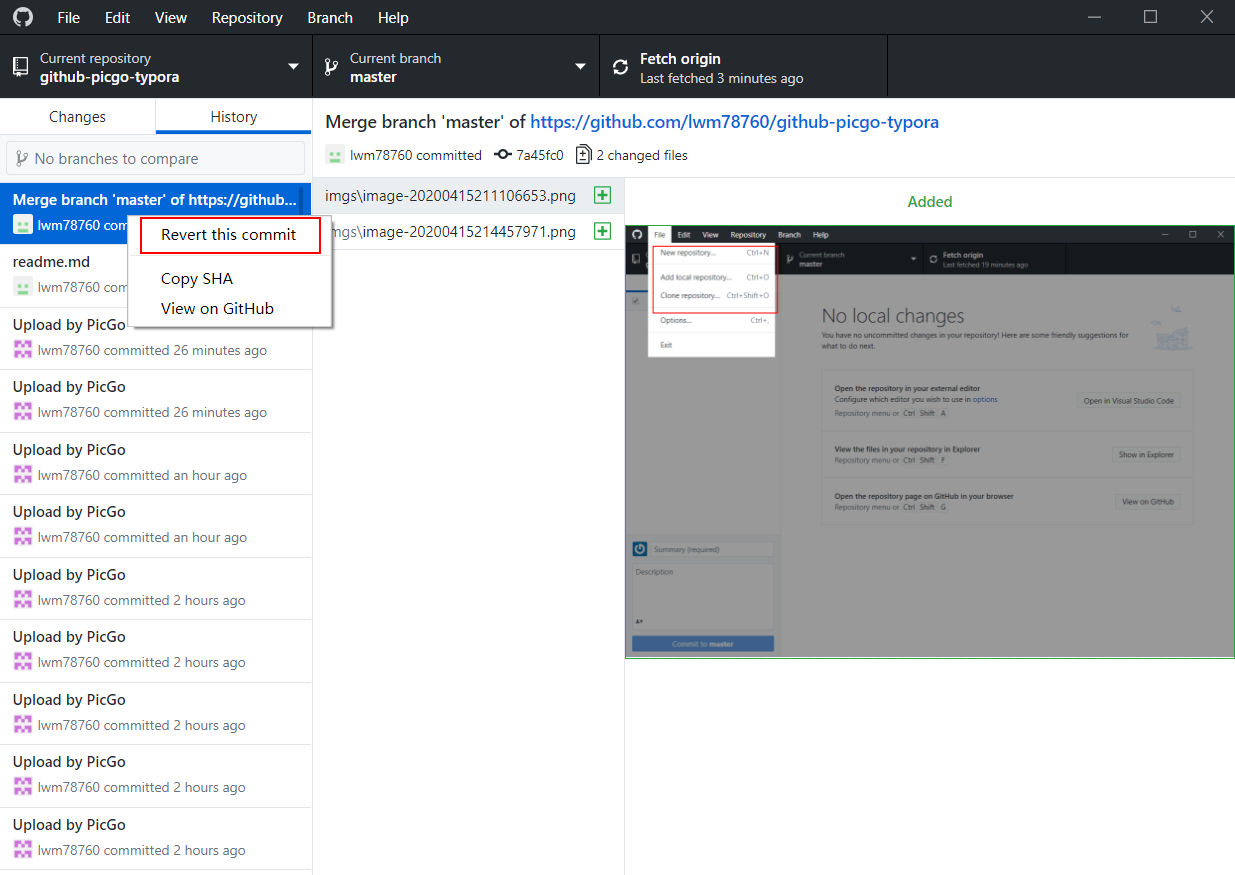 File Edit View Repository Branch Help
Current repository
github-picgo-typora
Current branch
master
Fetch origin
Last fetched 3 minutes ago
Changes
History
No branches to compare
Merge branch 'master' of https://github...
lwm78760 com
Revert this commit
Copy SHA
View on GitHub
readme.md
lwm78760 com
Upload by PicGo
lwm78760 committed 26 minutes ago
Upload by PicGo
lwm78760 committed 26 minutes ago
Upload by PicGo
lwm78760 committed an hour ago
Upload by PicGo
lwm78760 committed an hour ago
Upload by PicGo
lwm78760 committed 2 hours ago
Upload by PicGo
lwm78760 committed 2 hours ago
Upload by PicGo
lwm78760 committed 2 hours ago
Upload by PicGo
lwm78760 committed 2 hours ago
Upload by PicGo
lwm78760 committed 2 hours ago
Merge branch 'master' of https://github.com/lwm78760/github-picgo-typora
lwm78760 committed 7a45fc0 2 changed files
imgs\image-20200415211106653.png
imgs\image-20200415214457971.png
Added
File Edit View Repository Branch Help
New repository... Ctrl+N
Add local repository... Ctrl+O
Clone repository... Ctrl+Shift+O
Options... Ctrl+,
Exit
Current branch
master
Fetch origin
Last fetched 19 minutes ago
No local changes
You have no uncommitted changes in your repository! Here are some friendly suggestions for
what to do next.
Open the repository in your external editor
Configure which editor you wish to use in options
Repository menu or Ctrl Shift A
Open in Visual Studio Code
View the files in your repository in Explorer
Repository menu or Ctrl Shift F
Show in Explorer
Open the repository page on GitHub in your browser
Repository menu or Ctrl Shift G
View on GitHub
Summary (required)
Description
Commit to master